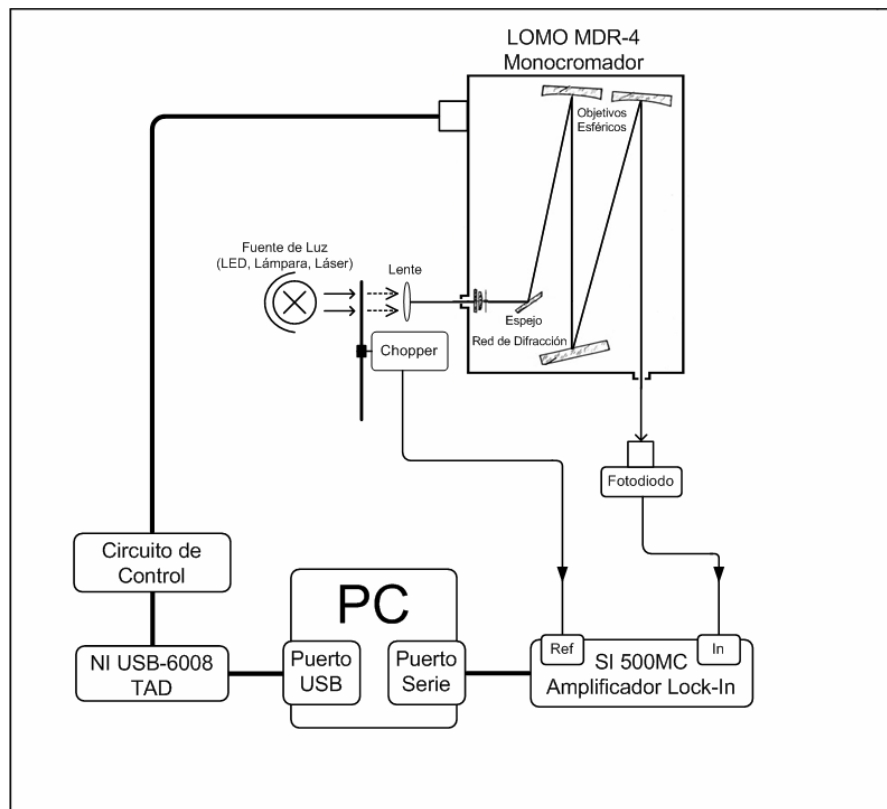 LOMO MDR-4
Monocromador
Objetivos
Esféricos
Fuente de Luz
(LED, Lámpara, Láser)
Lente
Espejo
Red de Difracción
Chopper
Fotodiodo
Circuito de
Control
PC
NI USB-6008
TAD
Puerto
USB
Puerto
Serie
Ref
In
SI 500MC
Amplificador Lock-In